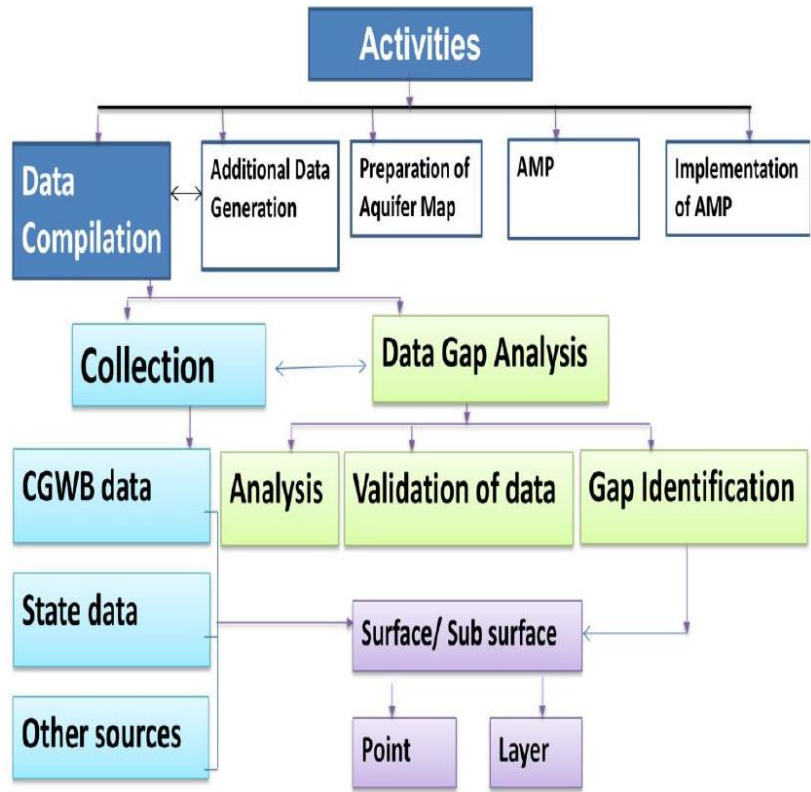 Activities
Data
Compilation
Additional Data
Generation
Preparation of
Aquifer Map
AMP
Implementation
of AMP
Collection
Data Gap Analysis
CGWB data
Analysis
Validation of data
Gap Identification
State data
Surface/ Sub surface
Other sources
Point
Layer